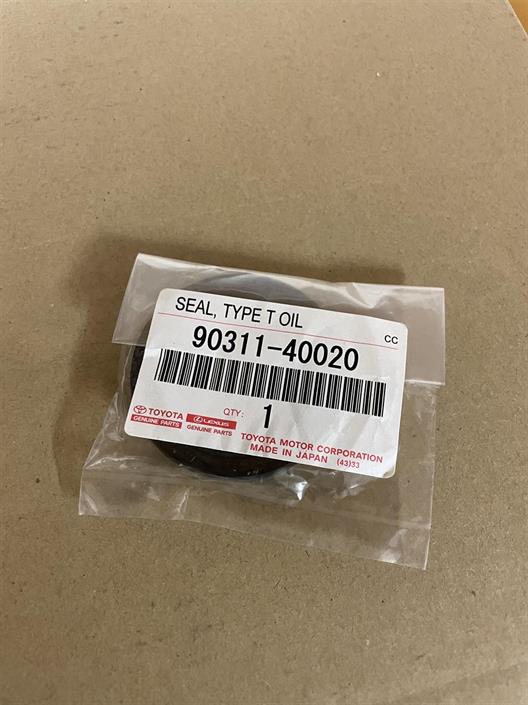 SEAL, TYPE T OIL
CC
90311-40020
TOYOTA
GENUINE PARTS
LEXUS
GENUINE PARTS
QTY: 1
TOYOTA MOTOR CORPORATION
MADE IN JAPAN (43)33